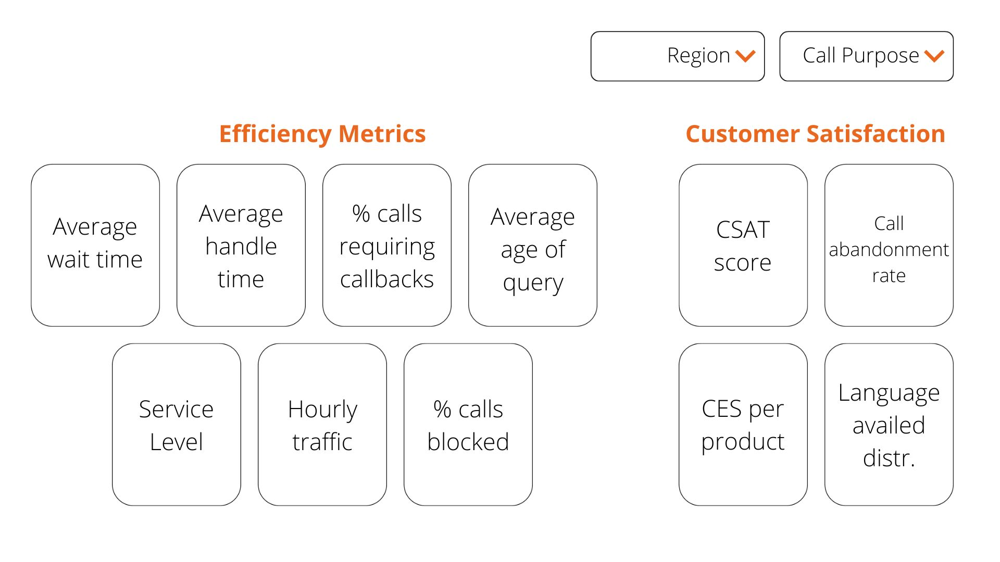 Region
Call Purpose
Efficiency Metrics
Customer Satisfaction
Average
wait time
Average
handle
time
% calls
requiring
callbacks
Average
age of
query
CSAT
score
Call
abandonment
rate
Service
Level
Hourly
traffic
% calls
blocked
CES per
product
Language
availed
distr.